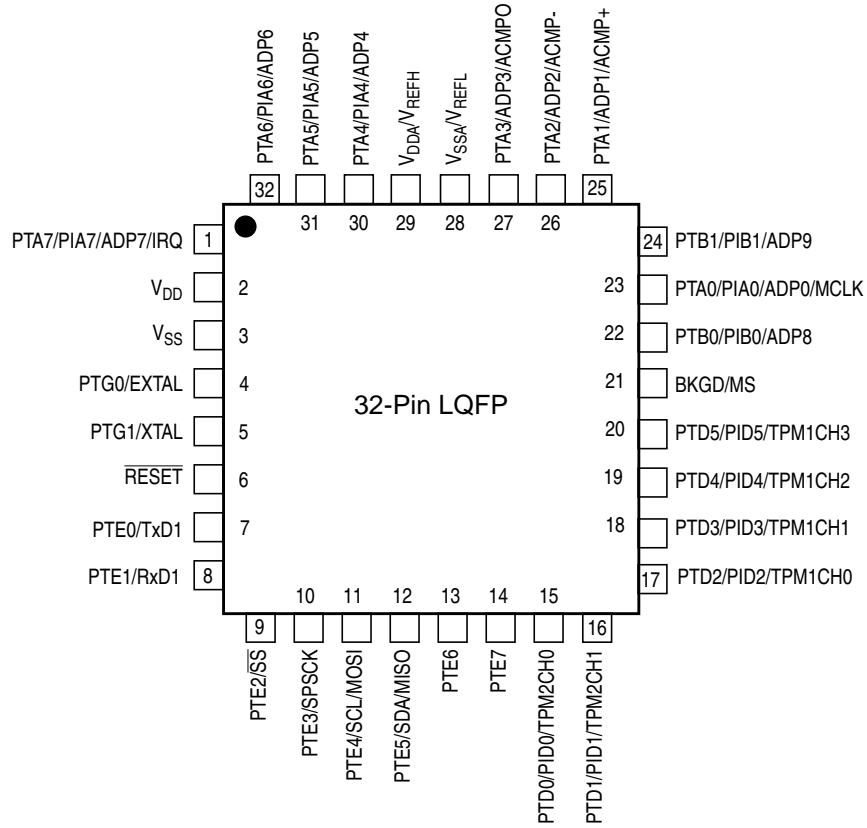 PTA6/PIA6/ADP6
PTA5/PIA5/ADP5
PTA4/PIA4/ADP4
VDDA/VREFH
VSSA/VREFL
PTA3/ADP3/ACMPO
PTA2/ADP2/ACMP-
PTA1/ADP1/ACMP+
32
31
30
29
28
27
26
25
PTA7/PIA7/ADP7/IRQ 1
VDD 2
VSS 3
PTG0/EXTAL 4
PTG1/XTAL 5
RESET 6
PTE0/TxD1 7
PTE1/RxD1 8
32-Pin LQFP
24 PTB1/PIB1/ADP9
23 PTA0/PIA0/ADP0/MCLK
22 PTB0/PIB0/ADP8
21 BKGD/MS
20 PTD5/PID5/TPM1CH3
19 PTD4/PID4/TPM1CH2
18 PTD3/PID3/TPM1CH1
17 PTD2/PID2/TPM1CH0
9
10
11
12
13
14
15
16
PTE2/SS
PTE3/SPSCK
PTE4/SCL/MOSI
PTE5/SDA/MISO
PTE6
PTE7
PTD0/PID0/TPM2CH0
PTD1/PID1/TPM2CH1